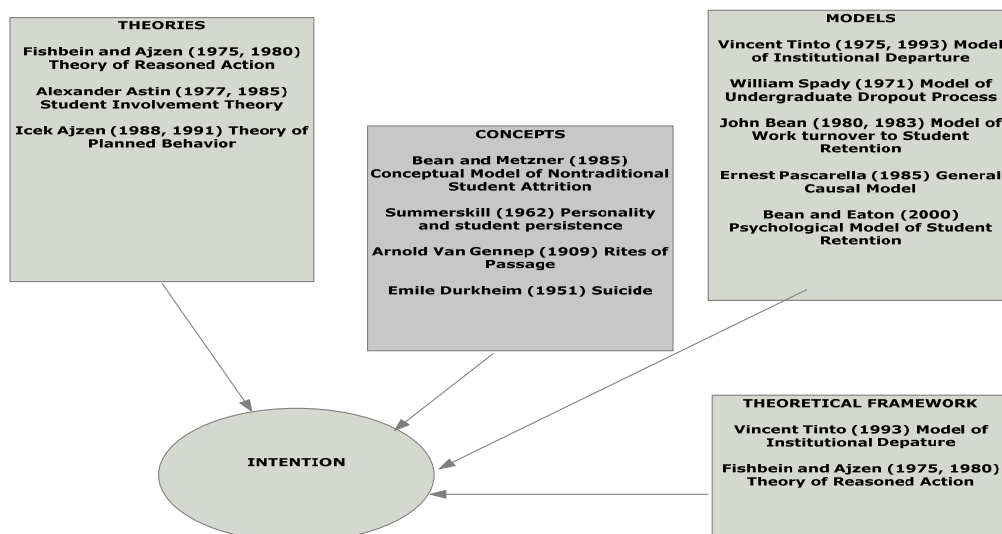 THEORIES
Fishbein and Ajzen (1975, 1980)
Theory of Reasoned Action
Alexander Astin (1977, 1985)
Student Involvement Theory
Icek Ajzen (1988, 1991) Theory of
Planned Behavior
CONCEPTS
Bean and Metzner (1985)
Conceptual Model of Nontraditional
Student Attrition
Summerskill (1962) Personality
and student persistence
Arnold Van Gennep (1909) Rites of
Passage
Emile Durkheim (1951) Suicide
MODELS
Vincent Tinto (1975, 1993) Model
of Institutional Departure
William Spady (1971) Model of
Undergraduate Dropout Process
John Bean (1980, 1983) Model of
Work turnover to Student
Retention
Ernest Pascarella (1985) General
Causal Model
Bean and Eaton (2000)
Psychological Model of Student
Retention
THEORETICAL FRAMEWORK
Vincent Tinto (1993) Model of
Institutional Depature
Fishbein and Ajzen (1975, 1980)
Theory of Reasoned Action
INTENTION